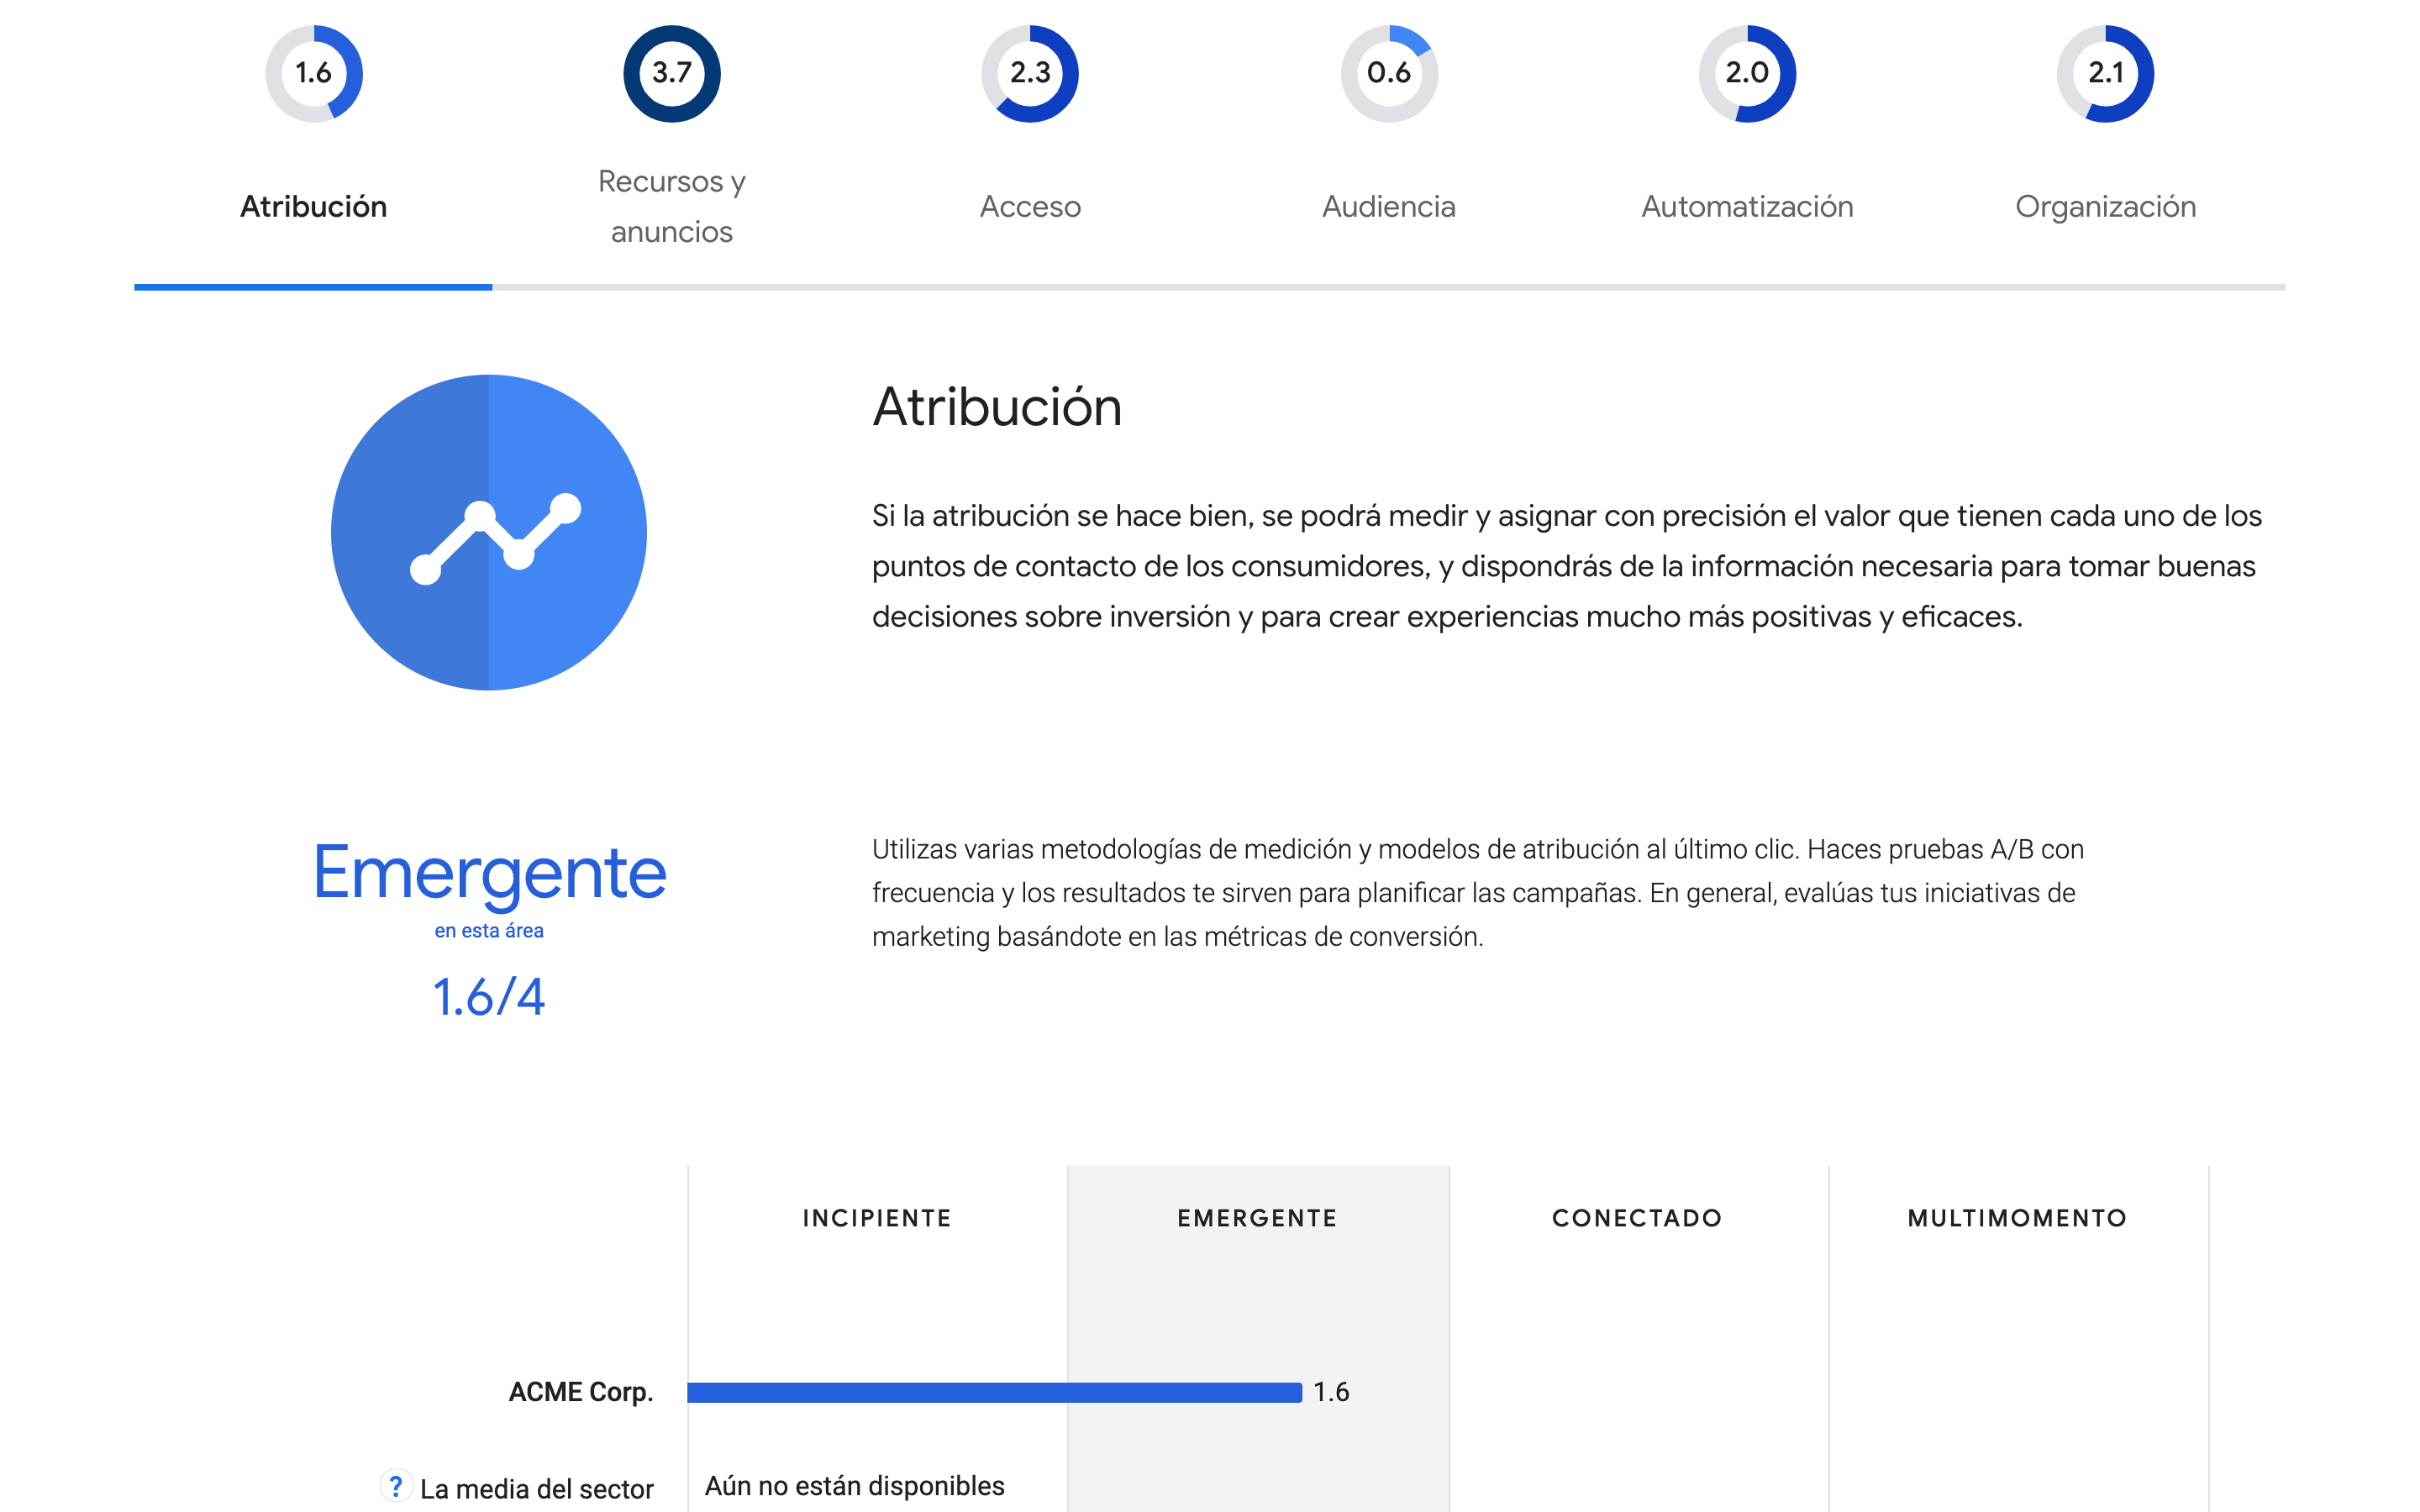 1.6
3.7
2.3
0.6
2.0
2.1
Atribución
Recursos y
anuncios
Acceso
Audiencia
Automatización
Organización
Atribución
Si la atribución se hace bien, se podrá medir y asignar con precisión el valor que tienen cada uno de los
puntos de contacto de los consumidores, y dispondrás de la información necesaria para tomar buenas
decisiones sobre inversión y para crear experiencias mucho más positivas y eficaces.
Emergente
en esta área
1.6/4
Utilizas varias metodologías de medición y modelos de atribución al último clic. Haces pruebas A/B con
frecuencia y los resultados te sirven para planificar las campañas. En general, evalúas tus iniciativas de
marketing basándote en las métricas de conversión.
INCIPIENTE
EMERGENTE
CONECTADO
MULTIMOMENTO
ACME Corp.
1.6
? La media del sector
Aún no están disponibles